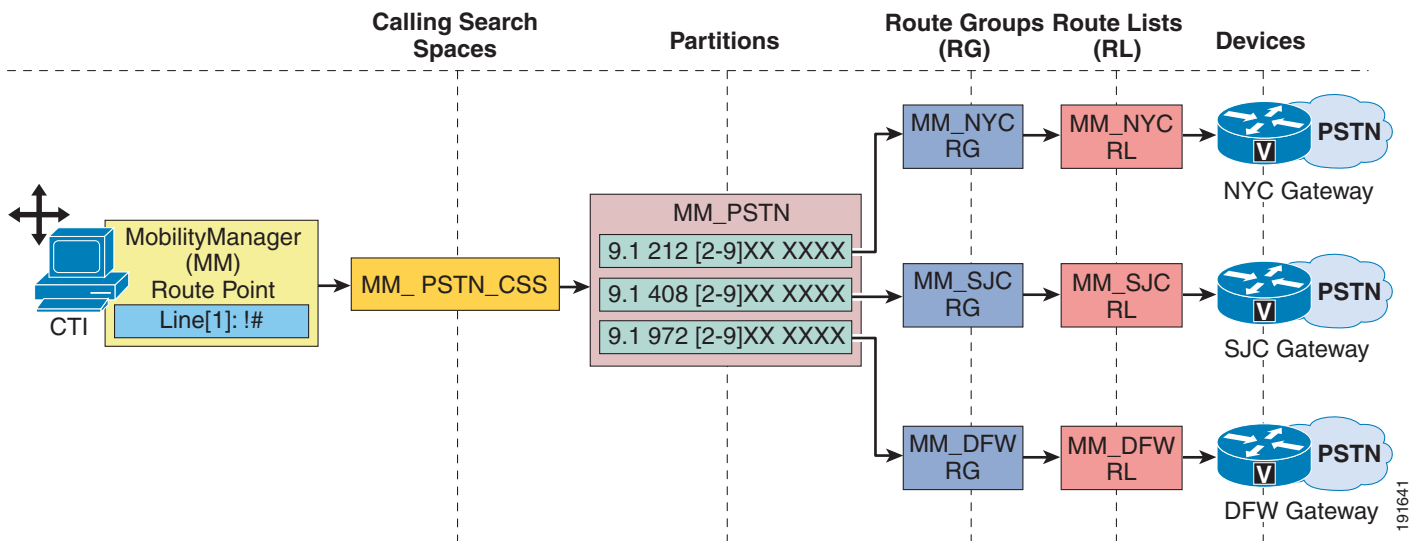 Calling Search
Spaces
Partitions
Route Groups
(RG)
Route Lists
(RL)
Devices
CTI
MobilityManager
(MM)
Route Point
Line[1]: !#
MM_ PSTN_CSS
MM_PSTN
9.1 212 [2-9]XX XXXX
9.1 408 [2-9]XX XXXX
9.1 972 [2-9]XX XXXX
MM_NYC
RG
MM_NYC
RL
V
PSTN
NYC Gateway
MM_SJC
RG
MM_SJC
RL
V
PSTN
SJC Gateway
MM_DFW
RG
MM_DFW
RL
V
PSTN
DFW Gateway
191641